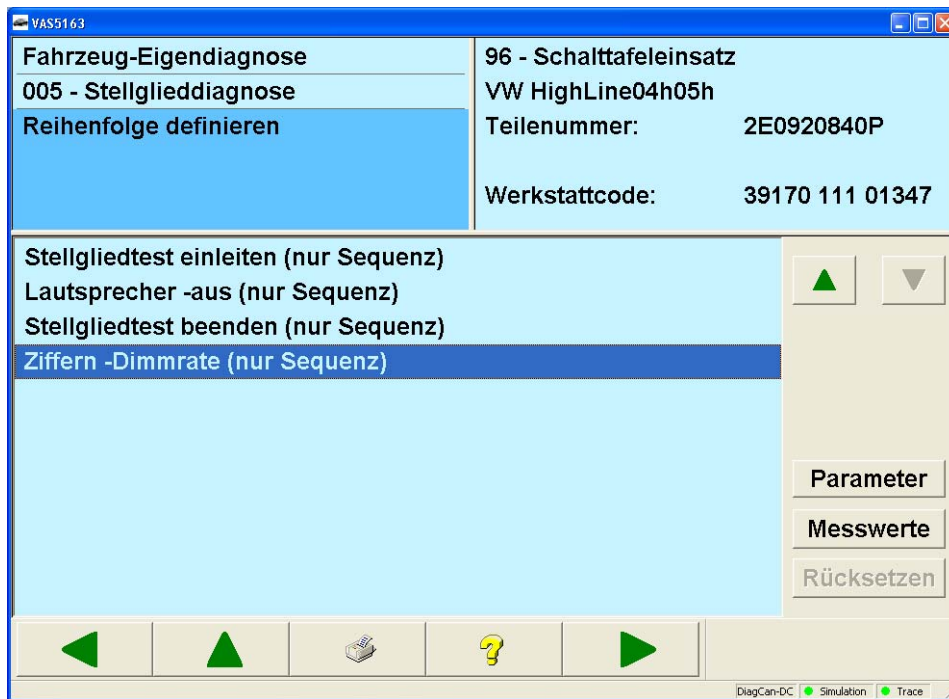 VAS5163
Fahrzeug-Eigendiagnose
005 - Stellglieddiagnose
Reihenfolge definieren
96 - Schalttafeleinsatz
VW HighLine04h05h
Teilenummer: 2E0920840P
Werkstattcode: 39170 111 01347
Stellgliedtest einleiten (nur Sequenz)
Lautsprecher -aus (nur Sequenz)
Stellgliedtest beenden (nur Sequenz)
Ziffern -Dimmrate (nur Sequenz)
Parameter
Messwerte
Rücksetzen
DiagCan-DC Simulation Trace